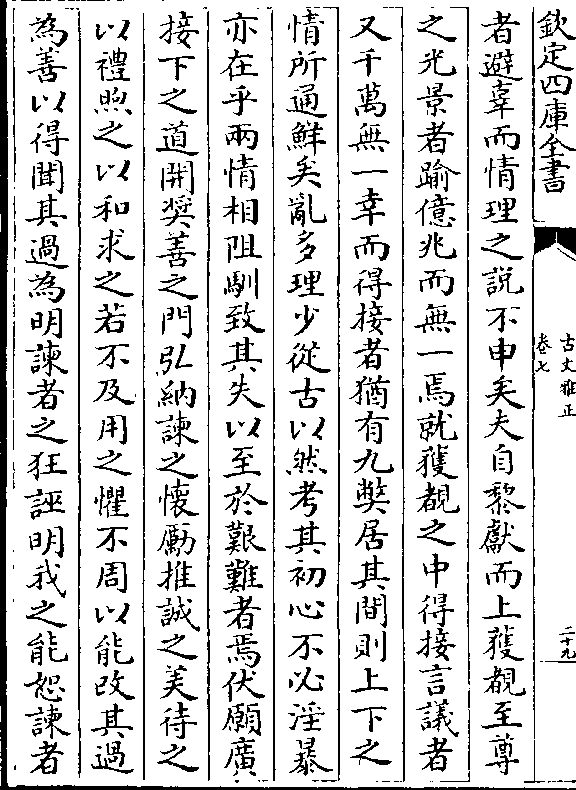 欽定四庫全書
古文雅正
卷七
二十九
者避辜而情理之説不申矣夫自黎獻而上獲覩至尊
之光景者踰億兆而無一焉就獲覩之中得接言議者
又千萬無一幸而得接者猶有九弊居其間則上下之
情所通鮮矣亂多理少從古以然考其初心不必淫暴
亦在乎兩情相阻馴致其失以至於艱難者焉伏願廣
接下之道開奬善之門弘納諫之懷勵推誠之美待之
以禮煦之以和求之若不及用之懼不周以能改其過
為善以得聞其過為明諫者之狂誣明我之能恕諫者